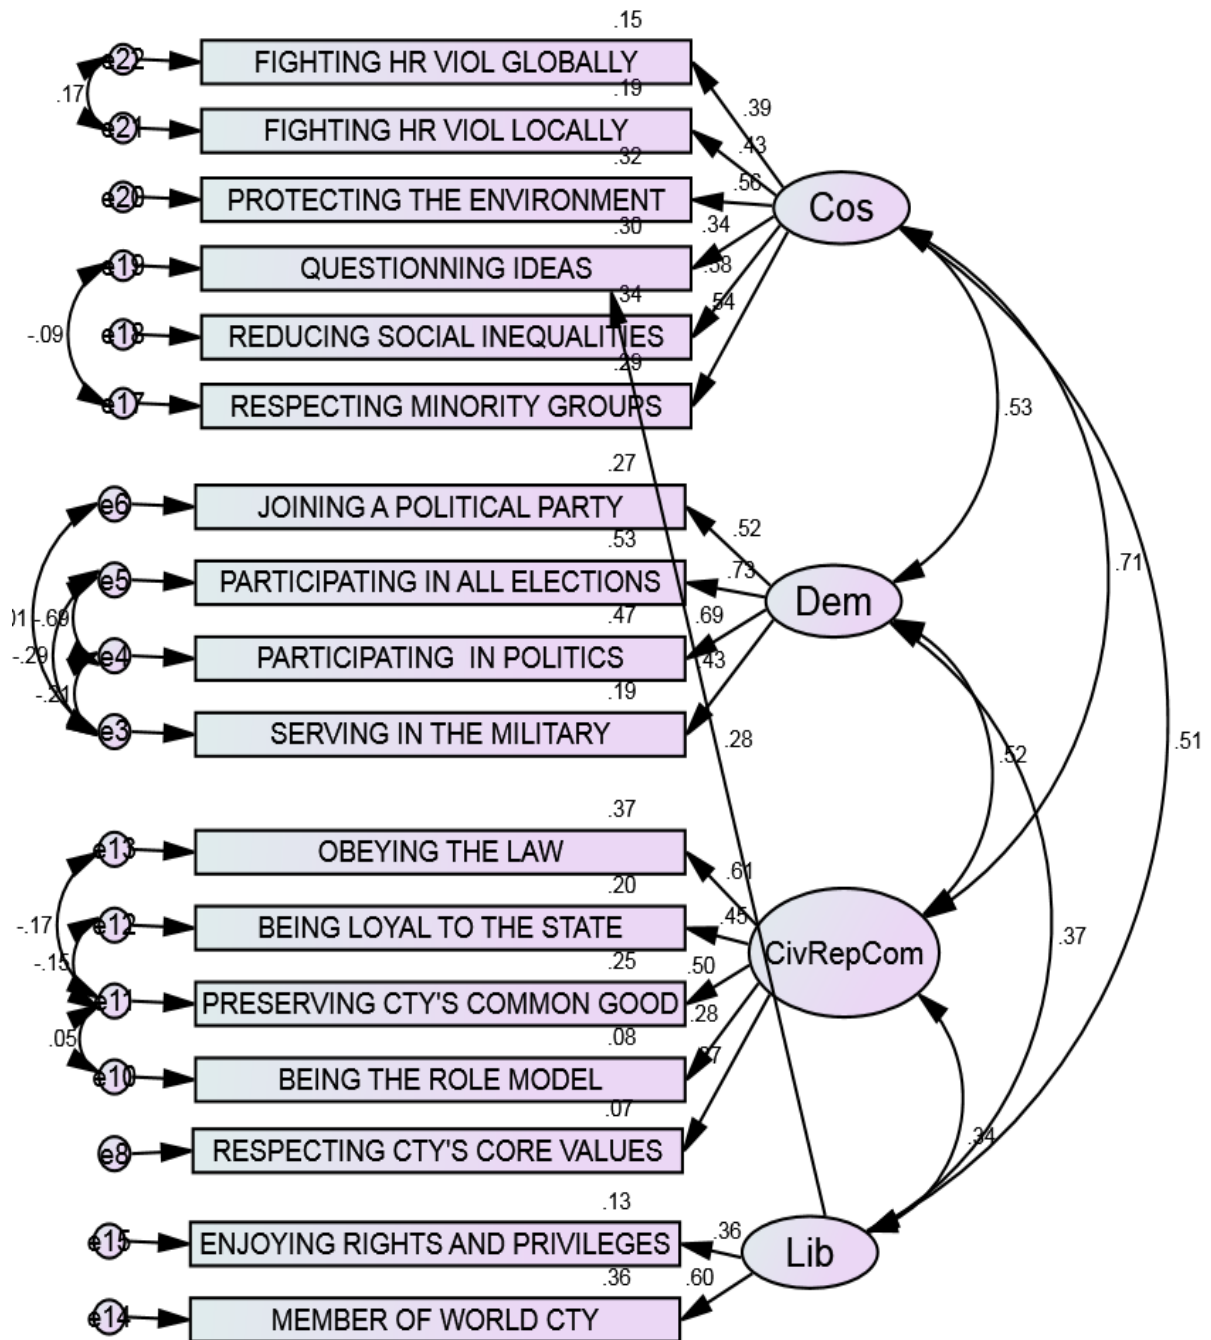 .15
e22 FIGHTING HR VIOL GLOBALLY
.17
.19
.39
e21 FIGHTING HR VIOL LOCALLY
.43
.32
e20 PROTECTING THE ENVIRONMENT
.56
Cos
.30
.34
e19 QUESTIONNING IDEAS
.58
.34
.54
-.09
e18 REDUCING SOCIAL INEQUALITIES
.29
e17 RESPECTING MINORITY GROUPS
.53
.27
e6 JOINING A POLITICAL PARTY
.52
.53
.71
e5 PARTICIPATING IN ALL ELECTIONS
.73
Dem
-.69
.47
.69
e4 PARTICIPATING IN POLITICS
-.29
.43
-.21
.19
e3 SERVING IN THE MILITARY
.28
.52
.51
.37
e13 OBEYING THE LAW
.61
.20
-.17
e12 BEING LOYAL TO THE STATE
.45
.37
-.15
.25
.50
CivRepCom
e11 PRESERVING CTY'S COMMON GOOD
.28
.05
.08
e10 BEING THE ROLE MODEL
.07
.34
e8 RESPECTING CTY'S CORE VALUES
.13
e15 ENJOYING RIGHTS AND PRIVILEGES
.36
Lib
.36
.60
e14 MEMBER OF WORLD CTY